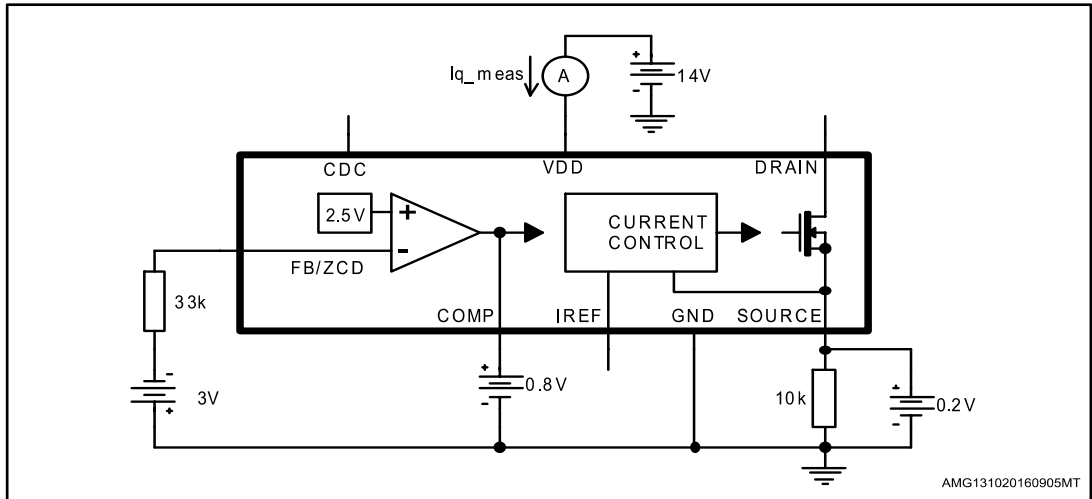 Iq_meas
A
+
-
14V
CDC
VDD
DRAIN
2.5V
+
-
CURRENT
CONTROL
FB/ZCD
33k
COMP
IREF
GND
SOURCE
-
+
3V
+
-
0.8V
10k
+
-
0.2V
AMG131020160905MT